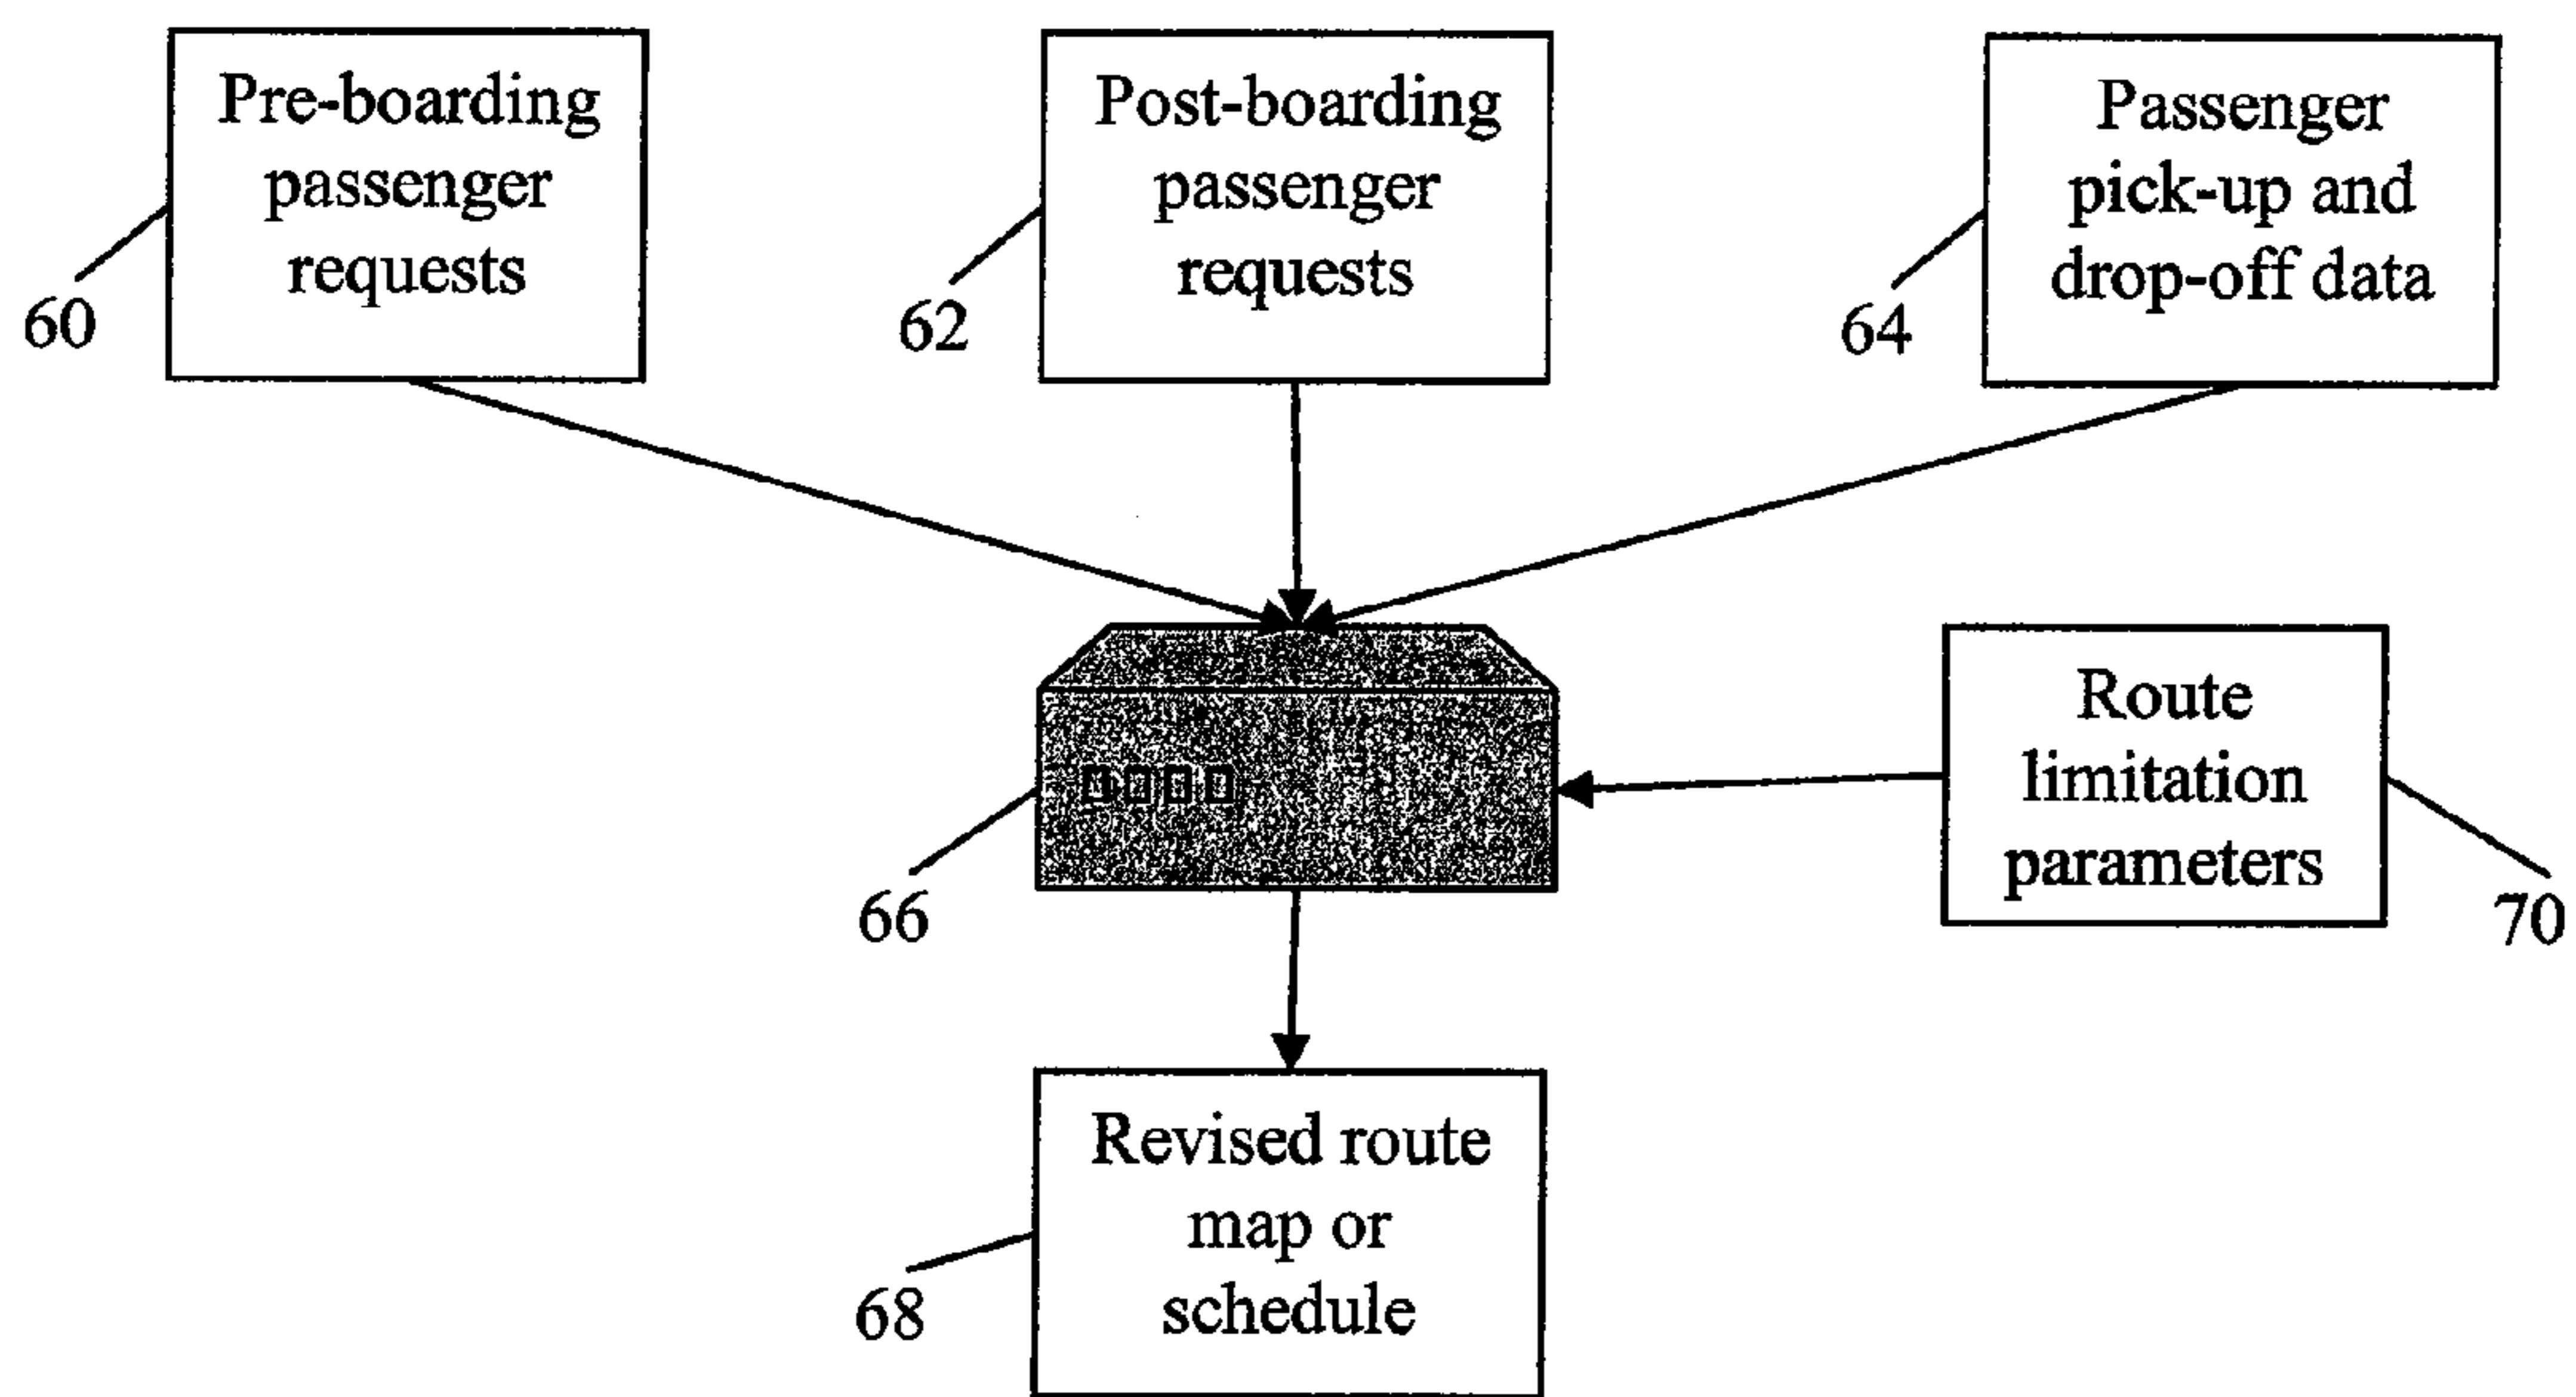 Pre-boarding
passenger
requests
60
Post-boarding
passenger
requests
62
Passenger
pick-up and
drop-off data
64
66
Route
limitation
parameters
70
Revised route
map or
schedule
68